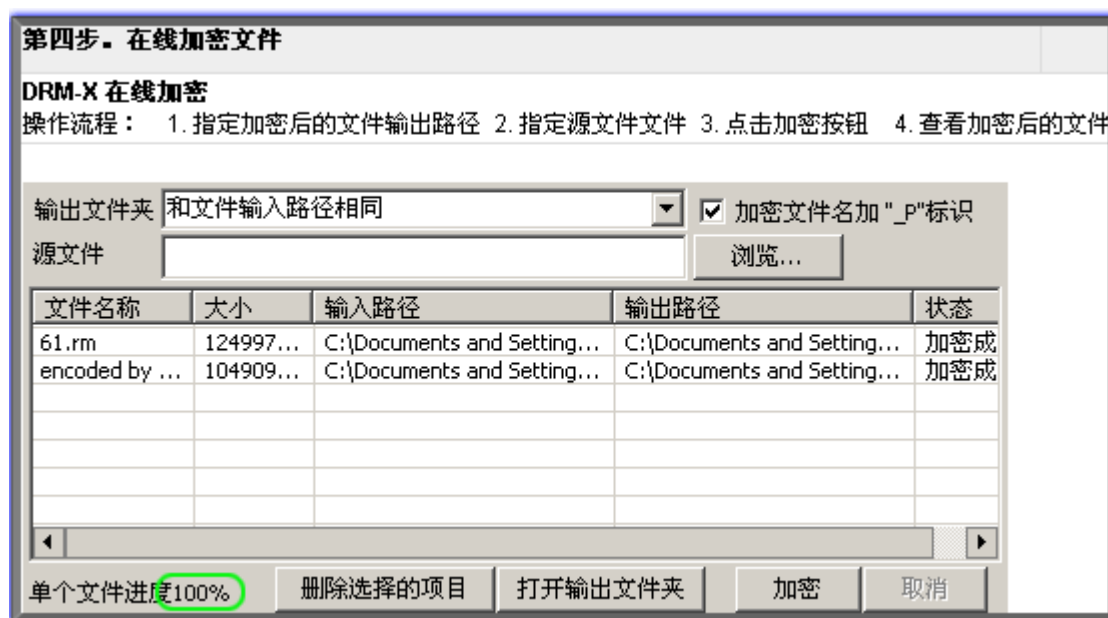 第四步。在线加密文件
DRM-X 在线加密
操作流程： 1. 指定加密后的文件输出路径 2. 指定源文件文件 3. 点击加密按钮 4. 查看加密后的文件
输出文件夹 和文件输入路径相同 加密文件名加 "_P"标识
源文件 浏览...
文件名称 大小 输入路径 输出路径 状态
61.rm 124997... C:\Documents and Setting... C:\Documents and Setting... 加密成
encoded by ... 104909... C:\Documents and Setting... C:\Documents and Setting... 加密成
单个文件进度100% 删除选择的项目 打开输出文件夹 加密 取消